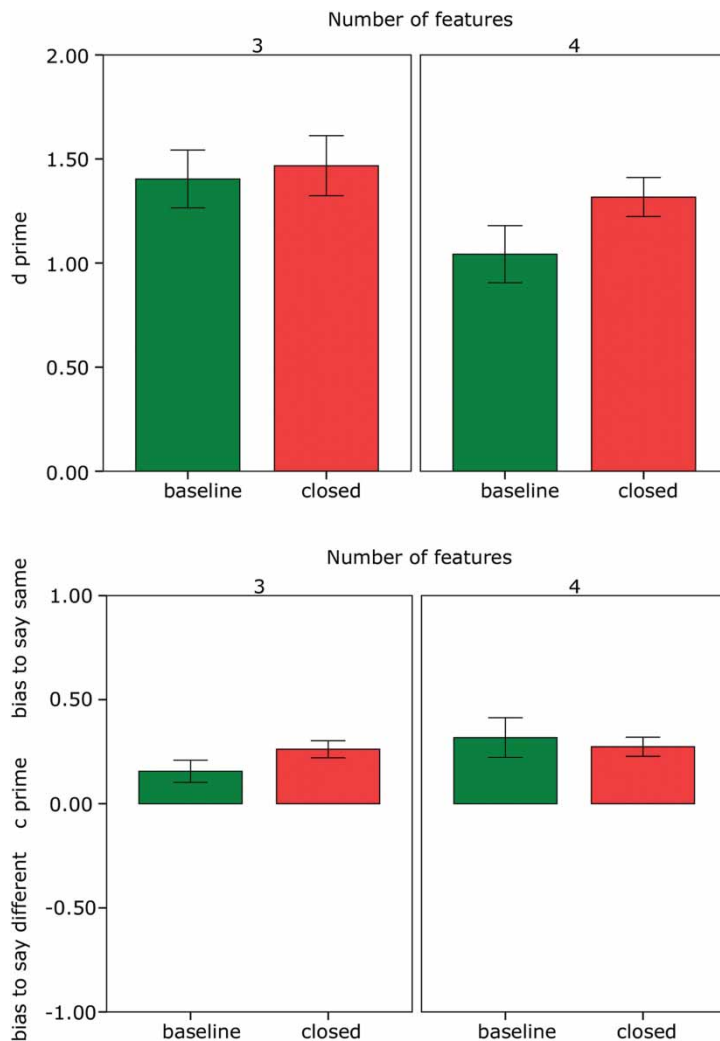 Number of features
3 4
2.00
1.50
1.00
0.50
0.00
d prime
baseline closed baseline closed
Number of features
3 4
1.00
0.50
0.00
-0.50
-1.00
bias to say different c prime bias to say same
baseline closed baseline closed